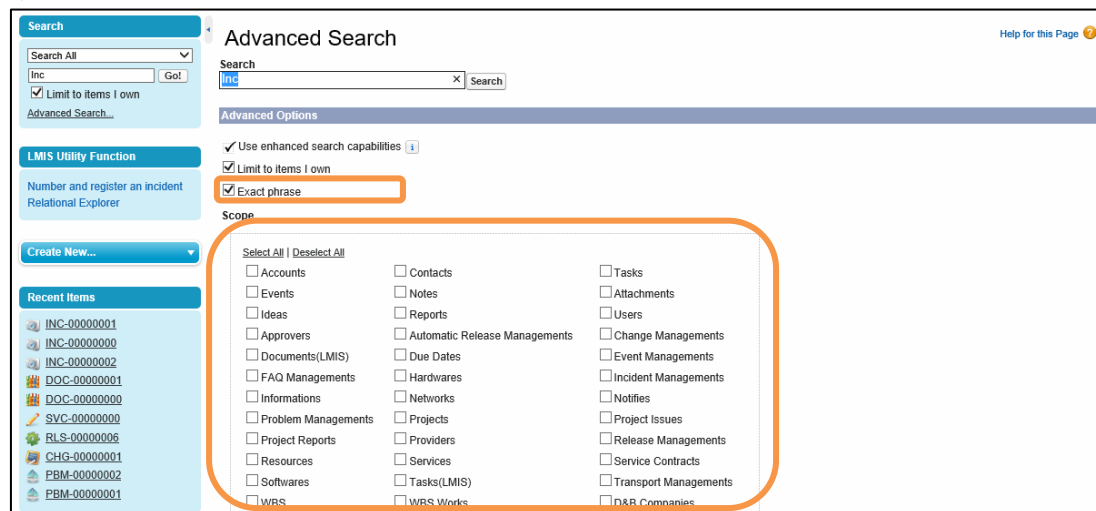 Search
Search All
Inc Go!
Limit to items I own
Advanced Search...
LMIS Utility Function
Number and register an incident
Relational Explorer
Create New...
Recent Items
INC-00000001
INC-00000000
INC-00000002
DOC-00000001
DOC-00000000
SVC-00000000
RLS-00000006
CHG-00000001
PBM-00000002
PBM-00000001
Advanced Search
Help for this Page ?
Search
Inc × Search
Advanced Options
Use enhanced search capabilities i
Limit to items I own
Exact phrase
Scope
Select All | Deselect All
Accounts Contacts Tasks
Events Notes Attachments
Ideas Reports Users
Approvers Automatic Release Managements Change Managements
Documents(LMIS) Due Dates Event Managements
FAQ Managements Hardwares Incident Managements
Informations Networks Notifies
Problem Managements Projects Project Issues
Project Reports Providers Release Managements
Resources Services Service Contracts
Softwares Tasks(LMIS) Transport Managements
WBS WBS Works D&B Companies